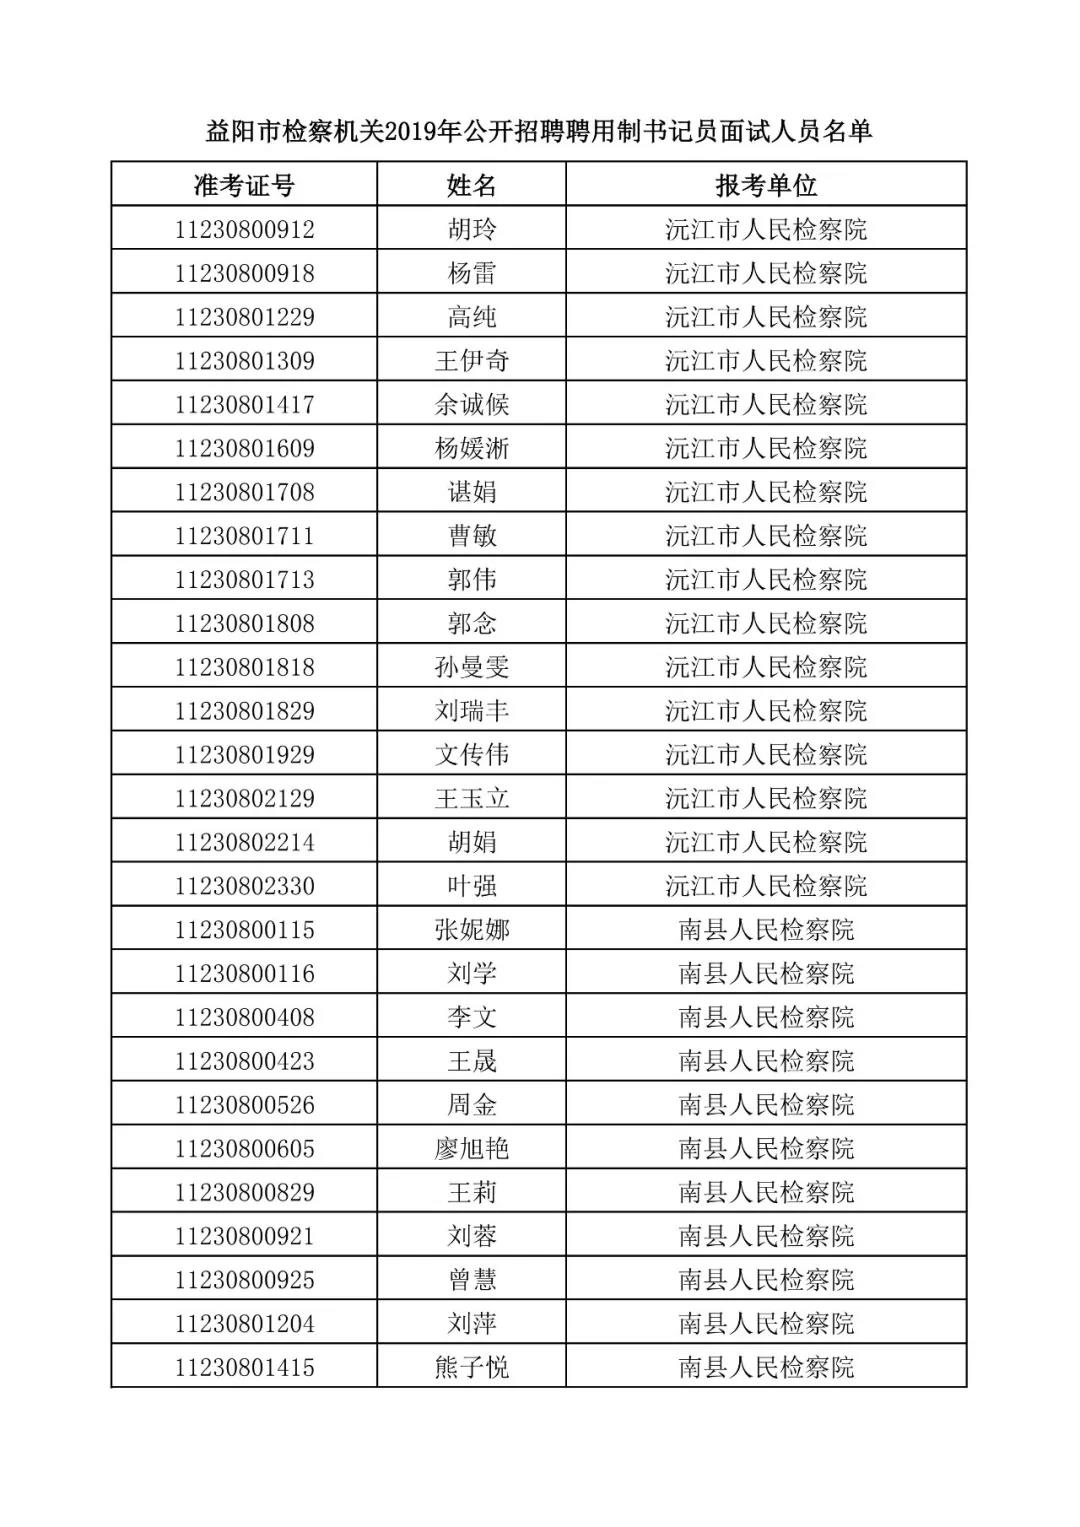 益阳市检察机关2019年公开招聘聘用制书记员面试人员名单
准考证号 姓名 报考单位
11230800912 胡玲 沅江市人民检察院
11230800918 杨雷 沅江市人民检察院
11230801229 高纯 沅江市人民检察院
11230801309 王伊奇 沅江市人民检察院
11230801417 余诚候 沅江市人民检察院
11230801609 杨媛淅 沅江市人民检察院
11230801708 谌娟 沅江市人民检察院
11230801711 曹敏 沅江市人民检察院
11230801713 郭伟 沅江市人民检察院
11230801808 郭念 沅江市人民检察院
11230801818 孙曼雯 沅江市人民检察院
11230801829 刘瑞丰 沅江市人民检察院
11230801929 文传伟 沅江市人民检察院
11230802129 王玉立 沅江市人民检察院
11230802214 胡娟 沅江市人民检察院
11230802330 叶强 沅江市人民检察院
11230800115 张妮娜 南县人民检察院
11230800116 刘学 南县人民检察院
11230800408 李文 南县人民检察院
11230800423 王晟 南县人民检察院
11230800526 周金 南县人民检察院
11230800605 廖旭艳 南县人民检察院
11230800829 王莉 南县人民检察院
11230800921 刘蓉 南县人民检察院
11230800925 曾慧 南县人民检察院
11230801204 刘萍 南县人民检察院
11230801415 熊子悦 南县人民检察院